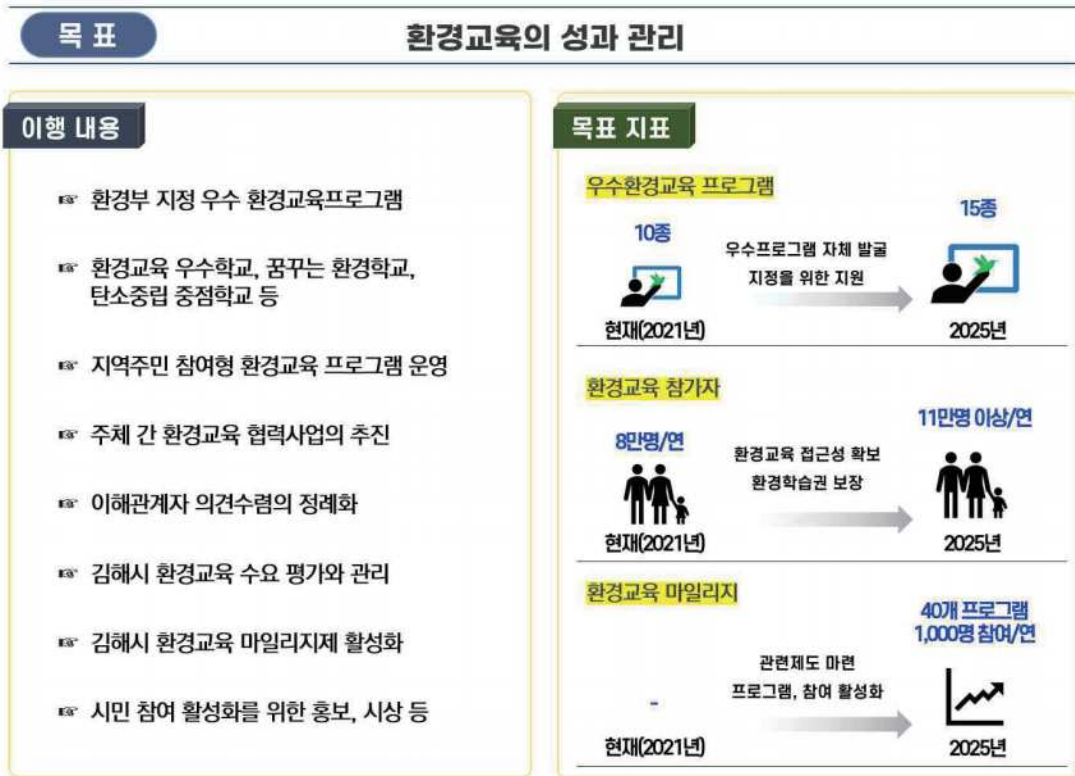 목 표
환경교육의 성과 관리
이행 내용
☞ 환경부 지정 우수 환경교육프로그램
☞ 환경교육 우수학교, 꿈꾸는 환경학교,
탄소중립 중점학교 등
☞ 지역주민 참여형 환경교육 프로그램 운영
☞ 주체 간 환경교육 협력사업의 추진
☞ 이해관계자 의견수렴의 정례화
☞ 김해시 환경교육 수요 평가와 관리
☞ 김해시 환경교육 마일리지제 활성화
☞ 시민 참여 활성화를 위한 홍보, 시상 등
목표 지표
우수환경교육 프로그램
10종
현재(2021년)
우수프로그램 자체 발굴
지정을 위한 지원
15종
2025년
환경교육 참가자
8만명/연
현재(2021년)
환경교육 접근성 확보
환경학습권 보장
11만명 이상/연
2025년
환경교육 마일리지
-
현재(2021년)
관련제도 마련
프로그램, 참여 활성화
40개 프로그램
1,000명 참여/연
2025년